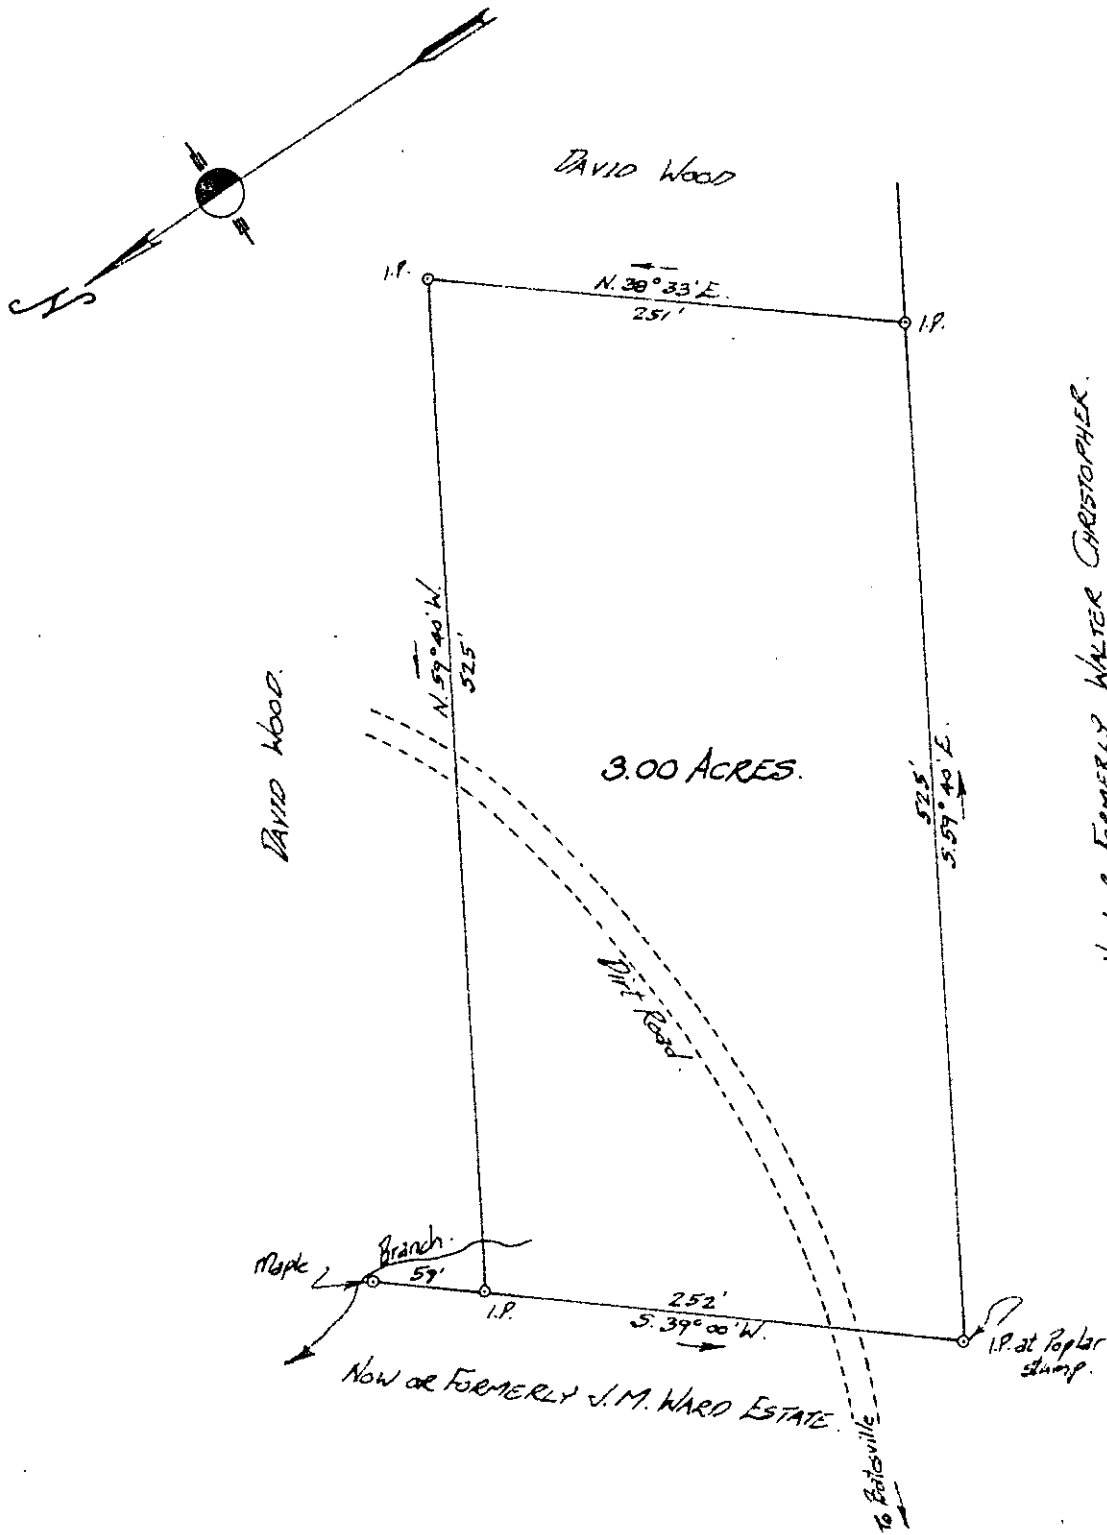 N
DAVID WOOD
I.P.
N. 38° 33' E.
251'
I.P.
N. 59° 40' W.
525'
DAVID WOOD.
3.00 ACRES.
525'
S. 59° 40' E.
FORMERLY WALTER CHRISTOPHER.
Dirt Road.
Maple
Branch.
59'
I.P.
252'
S. 39° 00' W.
I.P. at Poplar
stump.
NOW OR FORMERLY J.M. WARD ESTATE.
To Batesville